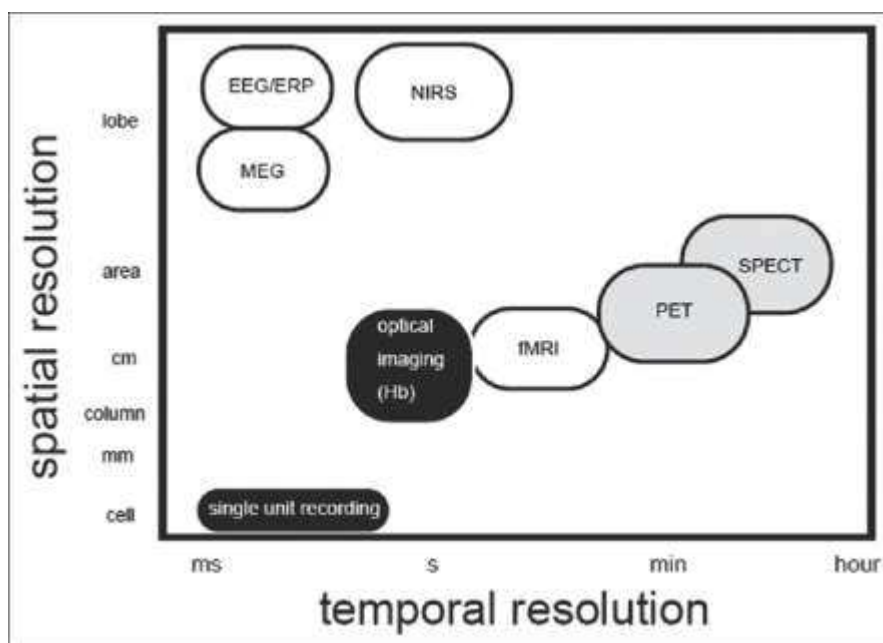 spatial resolution
lobe
area
cm
column
mm
cell
EEG/ERP
NIRS
MEG
SPECT
PET
optical
imaging
(Hb)
fMRI
single unit recording
ms
s
min
hour
temporal resolution